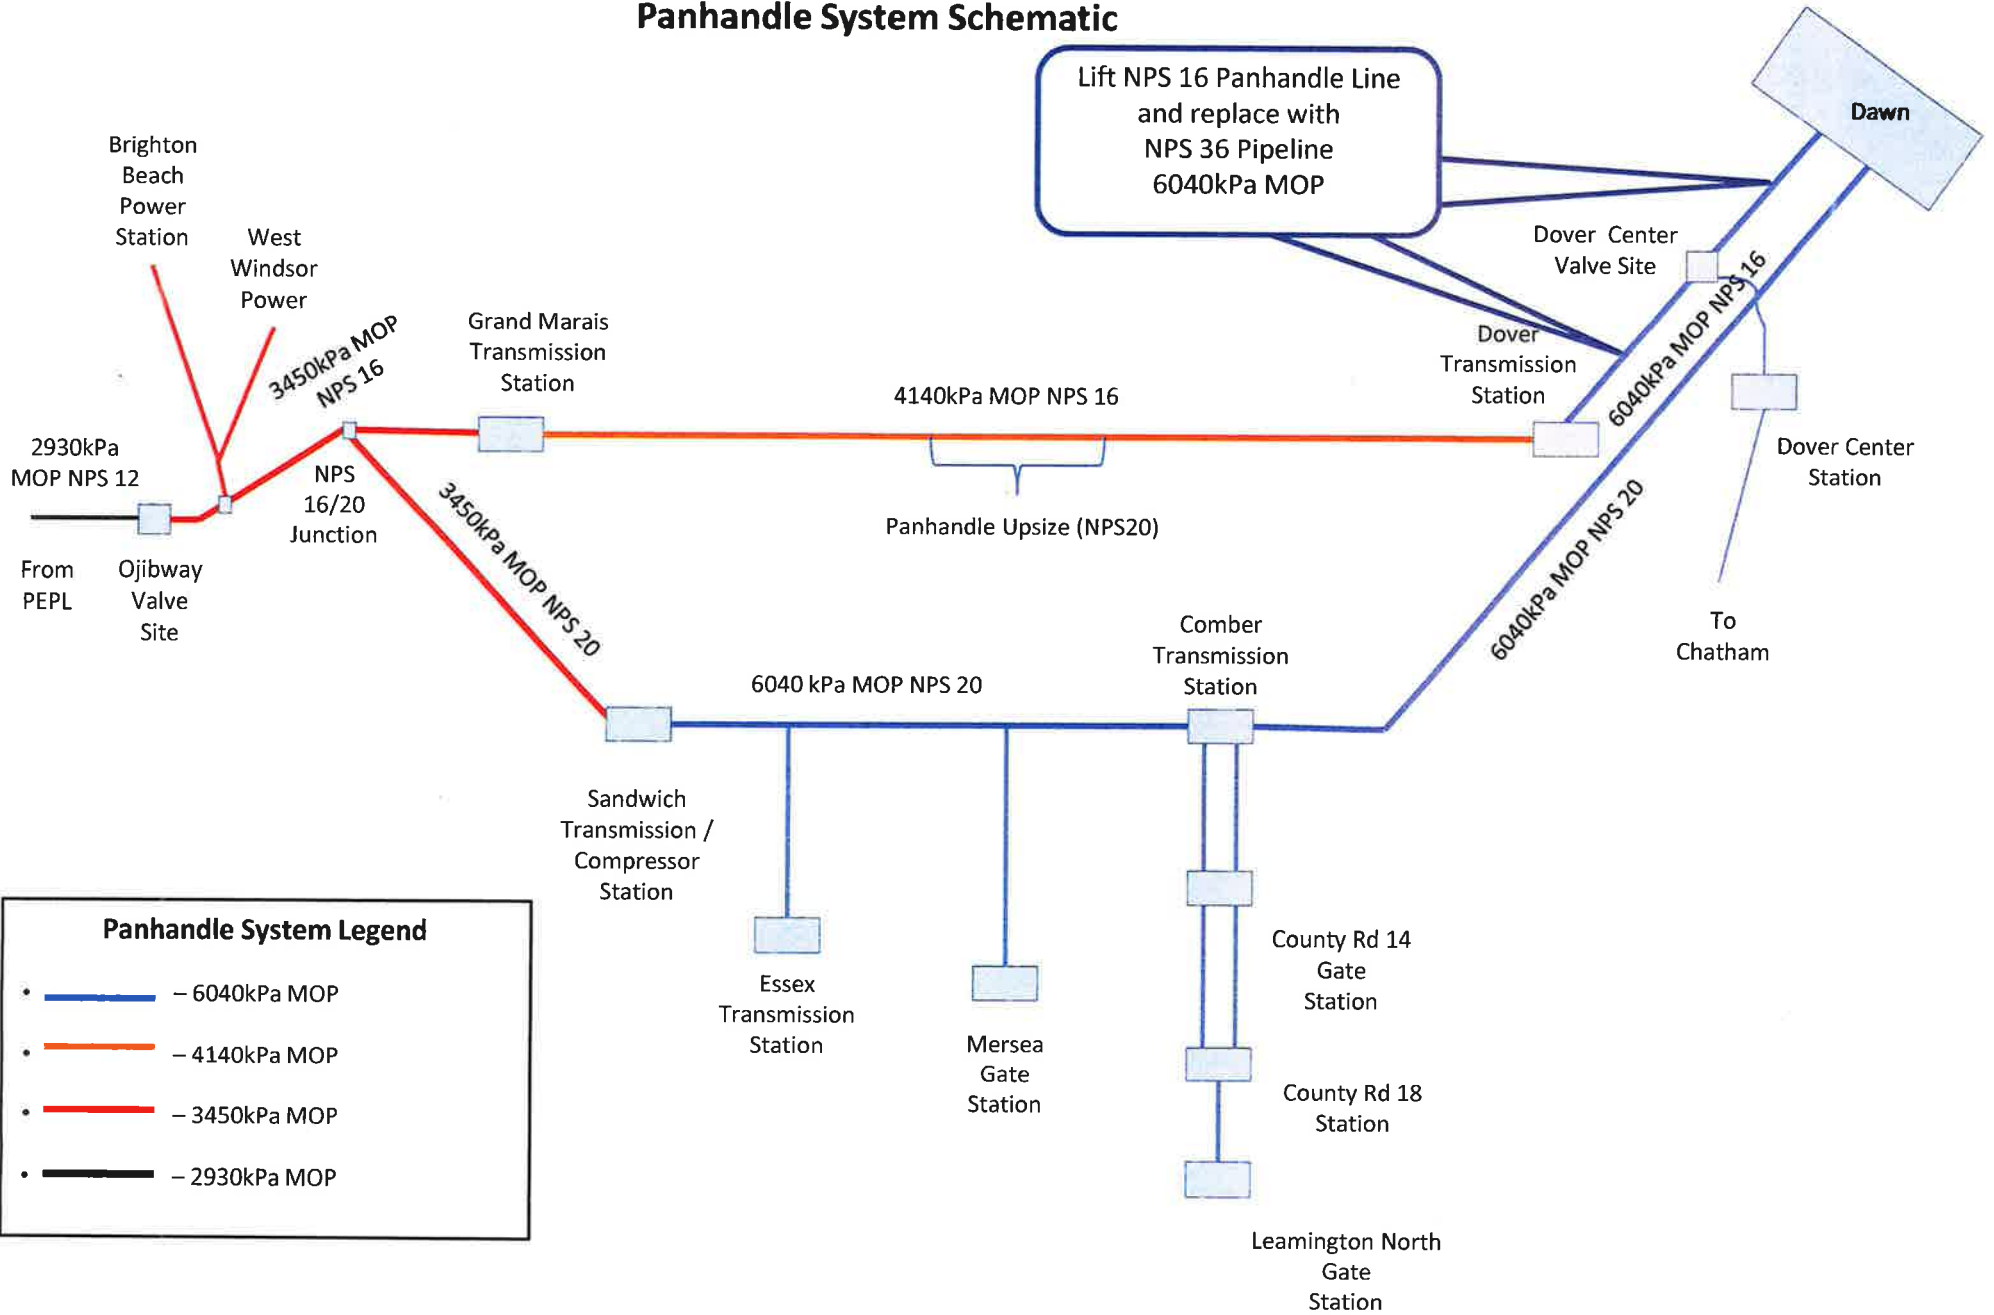 Panhandle System Schematic
Lift NPS 16 Panhandle Line
and replace with
NPS 36 Pipeline
6040kPa MOP
Dawn
Brighton
Beach
Power
Station
West
Windsor
Power
Dover Center
Valve Site
3450kPa MOP
NPS 16
Grand Marais
Transmission
Station
4140kPa MOP NPS 16
Dover
Transmission
Station
6040kPa MOP NPS 16
2930kPa
MOP NPS 12
NPS
16/20
Junction
Dover Center
Station
Panhandle Upsize (NPS20)
3450kPa MOP NPS 20
6040kPa MOP NPS 20
From
PEPL
Ojibway
Valve
Site
To
Chatham
Comber
Transmission
Station
6040 kPa MOP NPS 20
Sandwich
Transmission /
Compressor
Station
Essex
Transmission
Station
Mersea
Gate
Station
County Rd 14
Gate
Station
County Rd 18
Station
Leamington North
Gate
Station
Panhandle System Legend
• – 6040kPa MOP
• – 4140kPa MOP
• – 3450kPa MOP
• – 2930kPa MOP